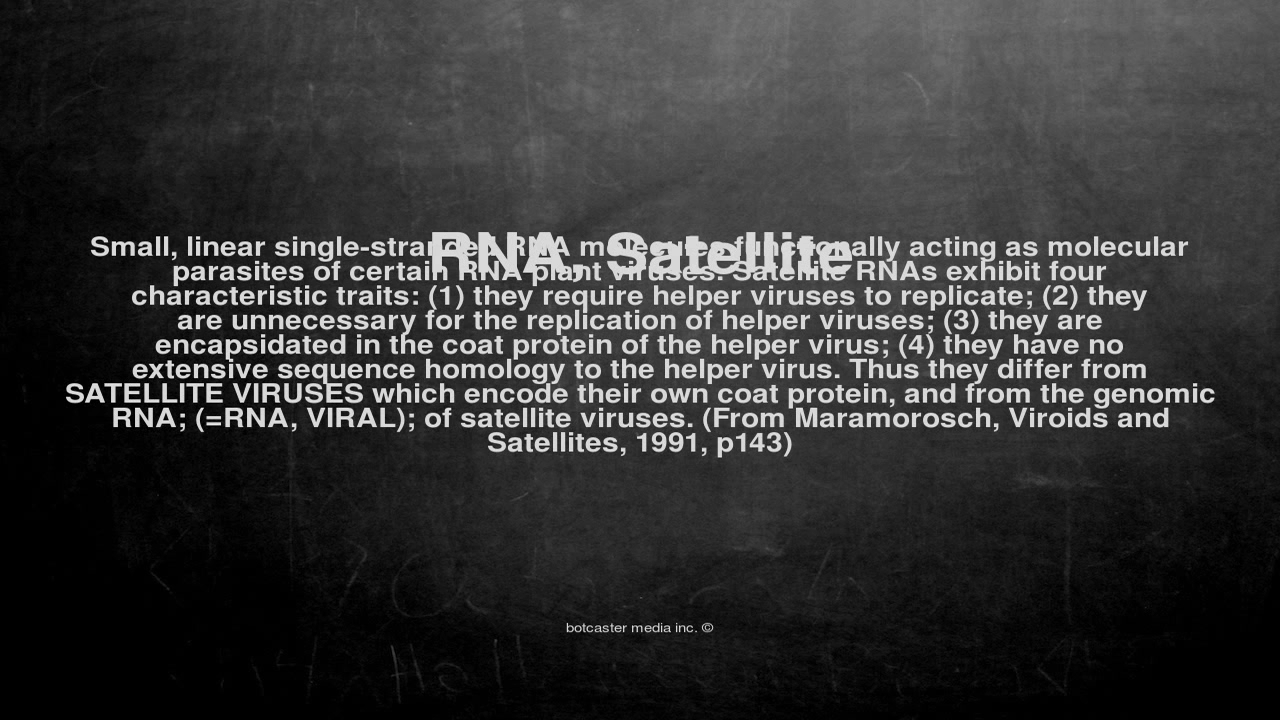 RNA, Satellite
Small, linear single-stranded RNA molecules functionally acting as molecular
parasites of certain RNA plant viruses. Satellite RNAs exhibit four
characteristic traits: (1) they require helper viruses to replicate; (2) they
are unnecessary for the replication of helper viruses; (3) they are
encapsidated in the coat protein of the helper virus; (4) they have no
extensive sequence homology to the helper virus. Thus they differ from
SATELLITE VIRUSES which encode their own coat protein, and from the genomic
RNA; (=RNA, VIRAL); of satellite viruses. (From Maramorosch, Viroids and
Satellites, 1991, p143)
botcaster media inc. ©